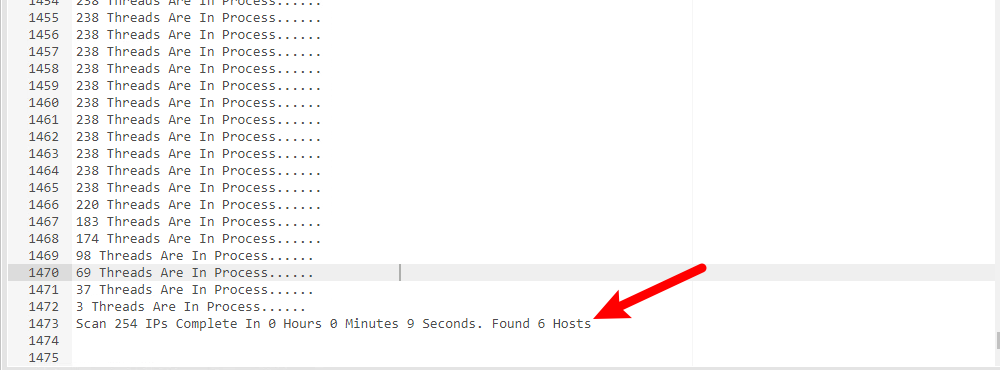 1454 238 Threads Are In Process......
1455 238 Threads Are In Process......
1456 238 Threads Are In Process......
1457 238 Threads Are In Process......
1458 238 Threads Are In Process......
1459 238 Threads Are In Process......
1460 238 Threads Are In Process......
1461 238 Threads Are In Process......
1462 238 Threads Are In Process......
1463 238 Threads Are In Process......
1464 238 Threads Are In Process......
1465 238 Threads Are In Process......
1466 220 Threads Are In Process......
1467 183 Threads Are In Process......
1468 174 Threads Are In Process......
1469 98 Threads Are In Process......
1470 69 Threads Are In Process......
1471 37 Threads Are In Process......
1472 3 Threads Are In Process......
1473 Scan 254 IPs Complete In 0 Hours 0 Minutes 9 Seconds. Found 6 Hosts
1474
1475